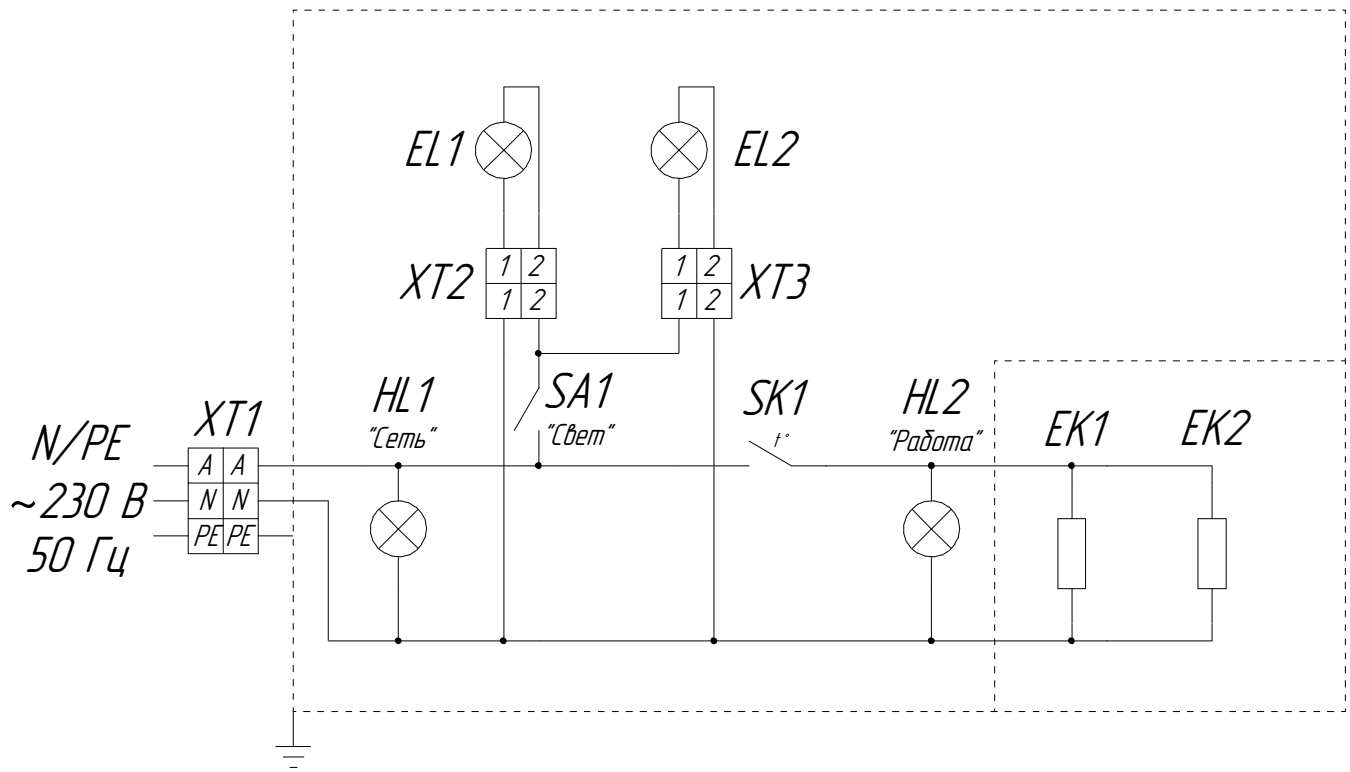 EL1
EL2
XT2
1 2
1 2
1 2
1 2
XT3
HL1
"Сеть"
SA1
"Свет"
SK1
t°
HL2
"Работа"
EK1
EK2
XT1
N/PE
~230 В
50 Гц
A A
N N
PE PE